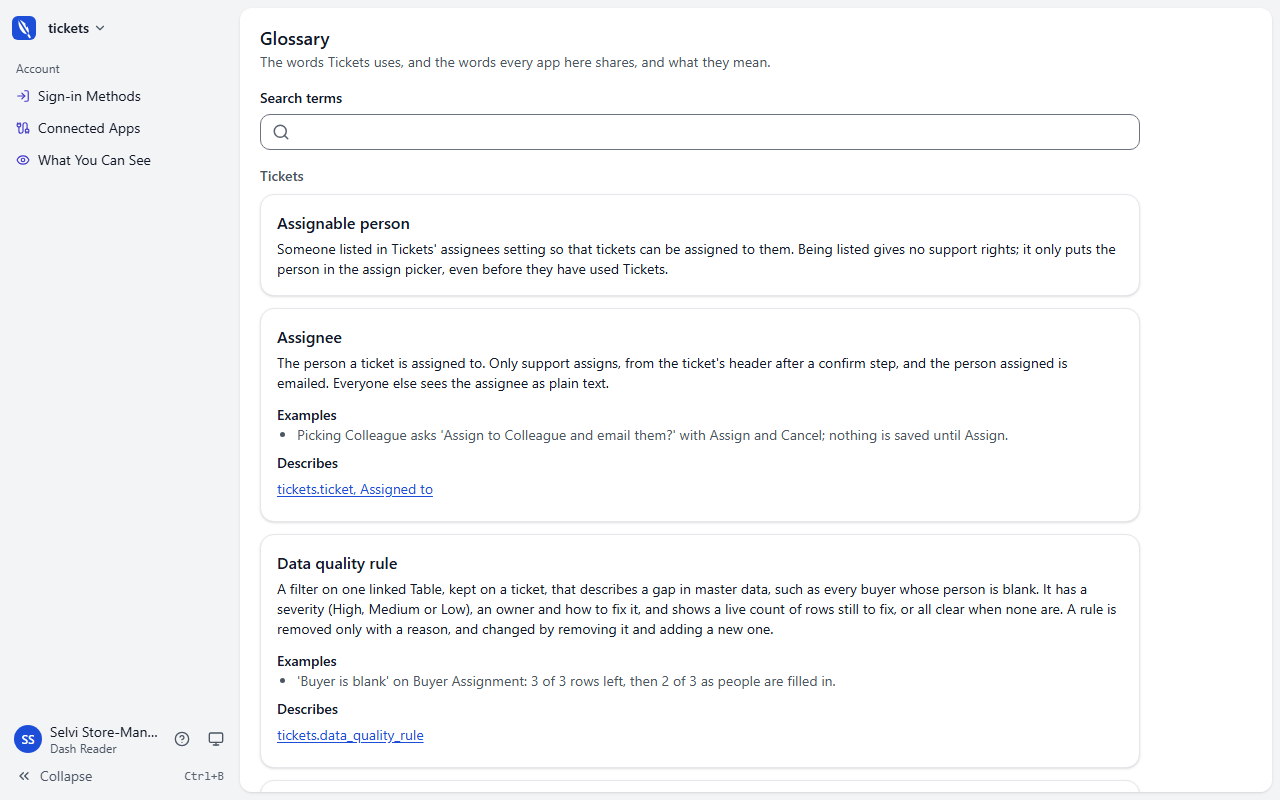 tickets
Account
Sign-in Methods
Connected Apps
What You Can See
Selvi Store-Man...
SS
Dash Reader
Collapse
Ctrl+B
Glossary
The words Tickets uses, and the words every app here shares, and what they mean.
Search terms
Tickets
Assignable person
Someone listed in Tickets' assignees setting so that tickets can be assigned to them. Being listed gives no support rights; it only puts the
person in the assign picker, even before they have used Tickets.
Assignee
The person a ticket is assigned to. Only support assigns, from the ticket's header after a confirm step, and the person assigned is
emailed. Everyone else sees the assignee as plain text.
Examples
• Picking Colleague asks 'Assign to Colleague and email them?' with Assign and Cancel; nothing is saved until Assign.
Describes
tickets.ticket, Assigned to
Data quality rule
A filter on one linked Table, kept on a ticket, that describes a gap in master data, such as every buyer whose person is blank. It has a
severity (High, Medium or Low), an owner and how to fix it, and shows a live count of rows still to fix, or all clear when none are. A rule is
removed only with a reason, and changed by removing it and adding a new one.
Examples
• 'Buyer is blank' on Buyer Assignment: 3 of 3 rows left, then 2 of 3 as people are filled in.
Describes
tickets.data_quality_rule